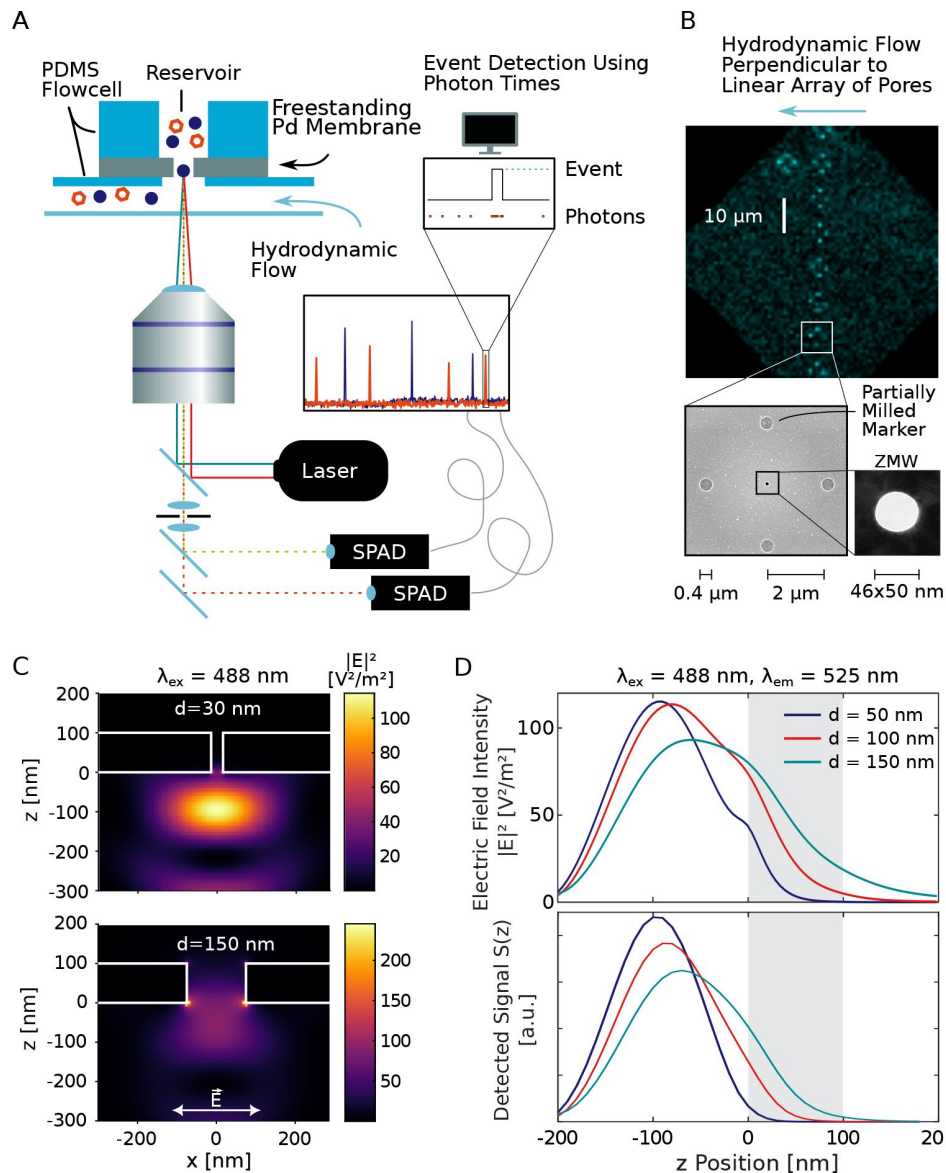 A
PDMS
Flowcell
Reservoir
Freestanding
Pd Membrane
Hydrodynamic
Flow
Event Detection Using
Photon Times
Event
Photons
Laser
SPAD
SPAD
B
Hydrodynamic Flow
Perpendicular to
Linear Array of Pores
10 µm
Partially
Milled
Marker
ZMW
0.4 µm
2 µm
46x50 nm
C
λex = 488 nm
|E|²
[V²/m²]
d=30 nm
200
100
0
-100
-200
-300
z [nm]
100
80
60
40
20
d=150 nm
200
100
0
-100
-200
-300
z [nm]
E⃗
200
150
100
50
-200
0
200
x [nm]
D
λex = 488 nm, λem = 525 nm
Electric Field Intensity
|E|² [V²/m²]
100
50
0
d = 50 nm
d = 100 nm
d = 150 nm
Detected Signal S(z)
[a.u.]
-200
-100
0
100
20
z Position [nm]